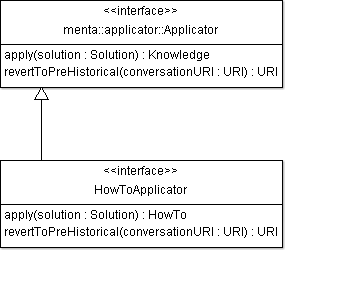 <<interface>>
menta::applicator::Applicator
apply(solution : Solution) : Knowledge
revertToPreHistorical(conversationURI : URI) : URI
<<interface>>
HowToApplicator
apply(solution : Solution) : HowTo
revertToPreHistorical(conversationURI : URI) : URI